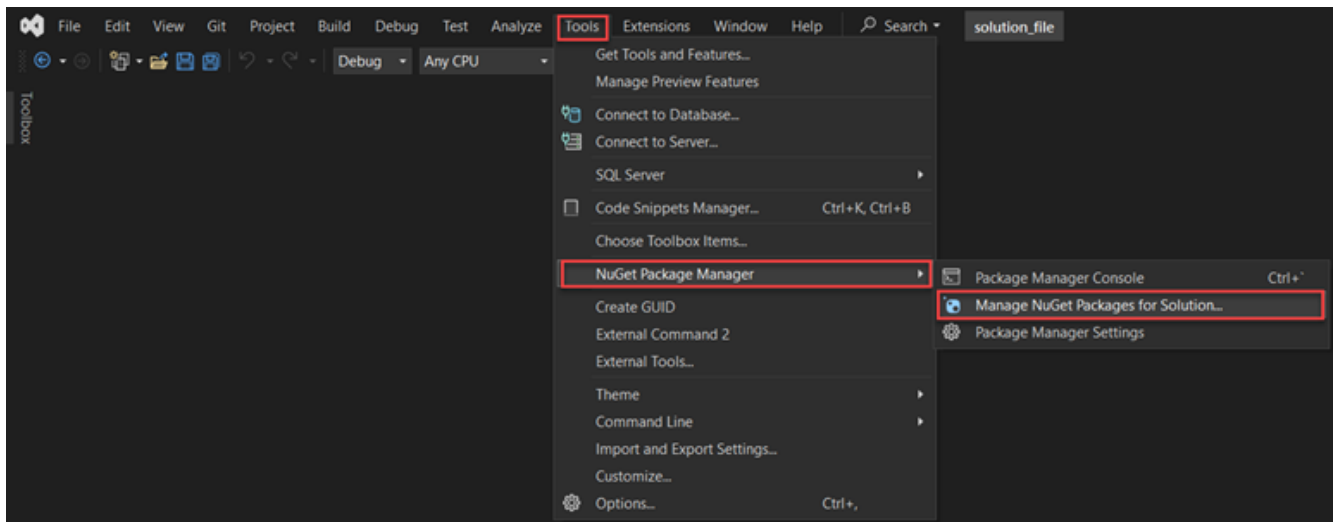 File Edit View Git Project Build Debug Test Analyze Tools Extensions Window Help Search solution_file
Debug Any CPU
Toolbox
Get Tools and Features...
Manage Preview Features
Connect to Database...
Connect to Server...
SQL Server
Code Snippets Manager... Ctrl+K, Ctrl+B
Choose Toolbox Items...
NuGet Package Manager
Package Manager Console Ctrl+`
Manage NuGet Packages for Solution...
Package Manager Settings
Create GUID
External Command 2
External Tools...
Theme
Command Line
Import and Export Settings...
Customize...
Options... Ctrl+,